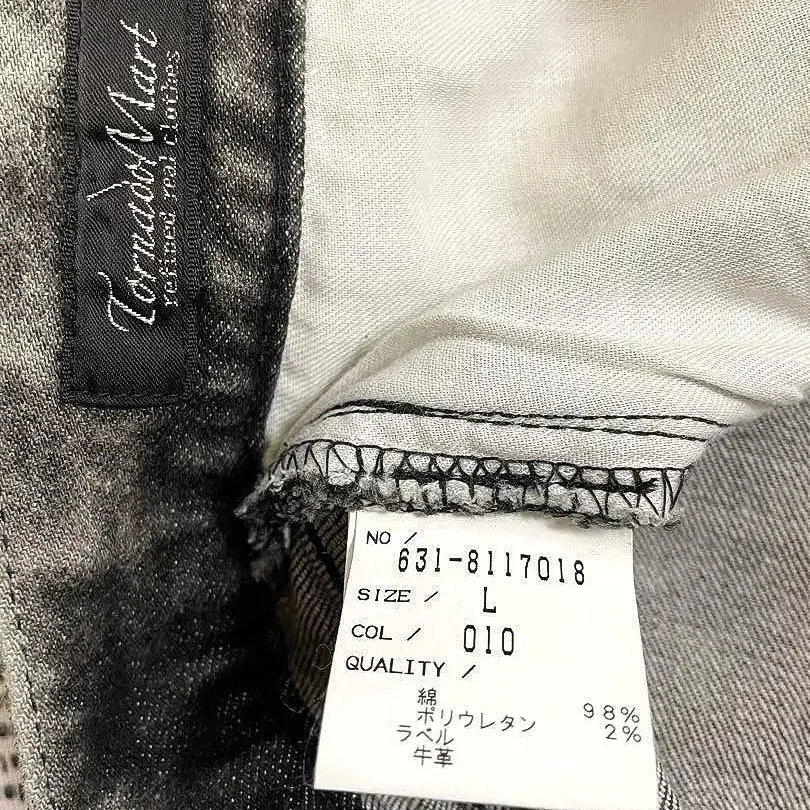 TornadoMart
refined real clothes
NO /
631-8117018
SIZE / L
COL / 010
QUALITY /
綿 98%
ポリウレタン 2%
ラベル
牛革